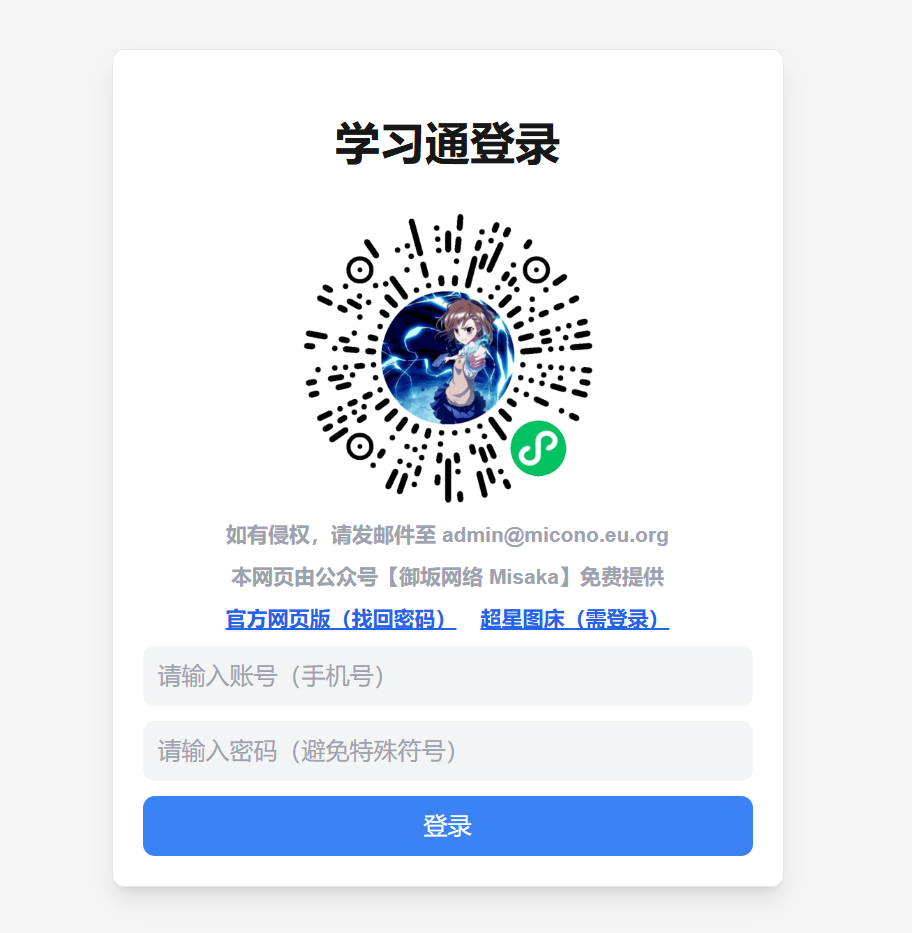 学习通登录
如有侵权，请发邮件至 admin@micono.eu.org
本网页由公众号【御坂网络 Misaka】免费提供
官方网页版（找回密码） 超星图床（需登录）
请输入账号（手机号）
请输入密码（避免特殊符号）
登录